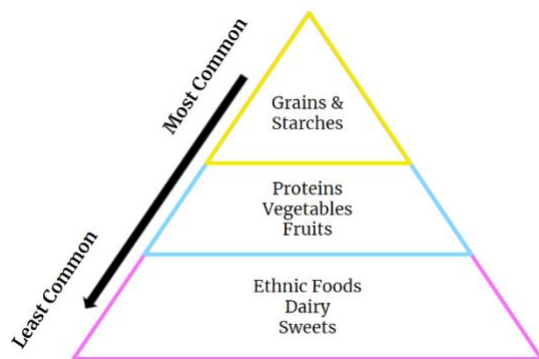 Most Common
Least Common
Grains &
Starches
Proteins
Vegetables
Fruits
Ethnic Foods
Dairy
Sweets